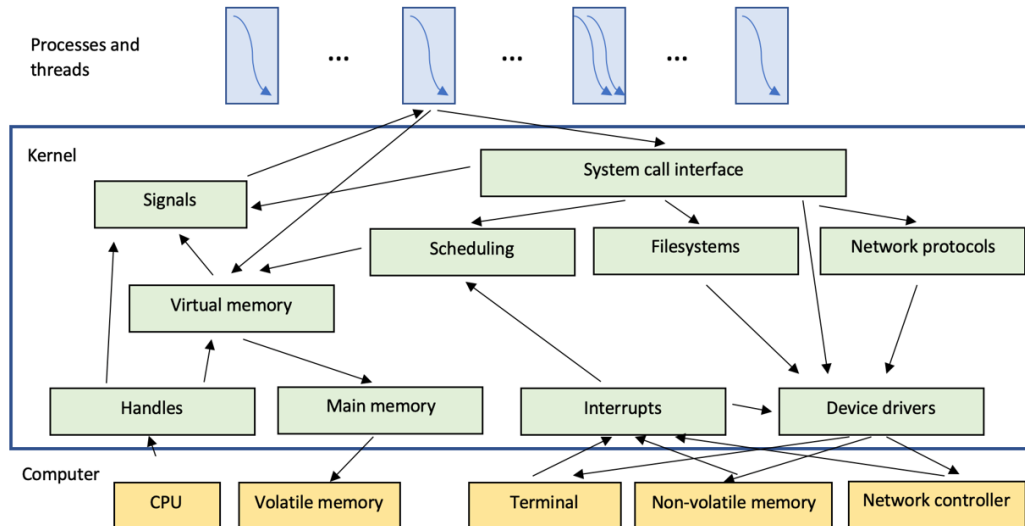 Processes and
threads
... ... ...
Kernel
System call interface
Signals
Scheduling
Filesystems
Network protocols
Virtual memory
Handles
Main memory
Interrupts
Device drivers
Computer
CPU
Volatile memory
Terminal
Non-volatile memory
Network controller